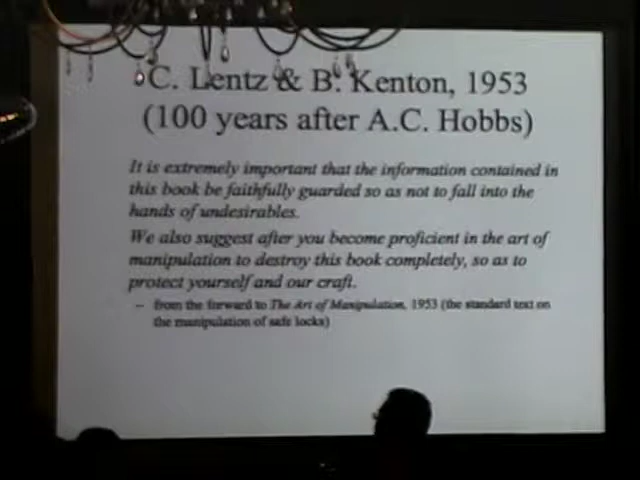 C. Lentz & B. Kenton, 1953
(100 years after A.C. Hobbs)
It is extremely important that the information contained in
this book be faithfully guarded so as not to fall into the
hands of undesirables.
We also suggest after you become proficient in the art of
manipulation to destroy this book completely, so as to
protect yourself and our craft.
– from the forward to The Art of Manipulation, 1953 (the standard text on
the manipulation of safe locks)